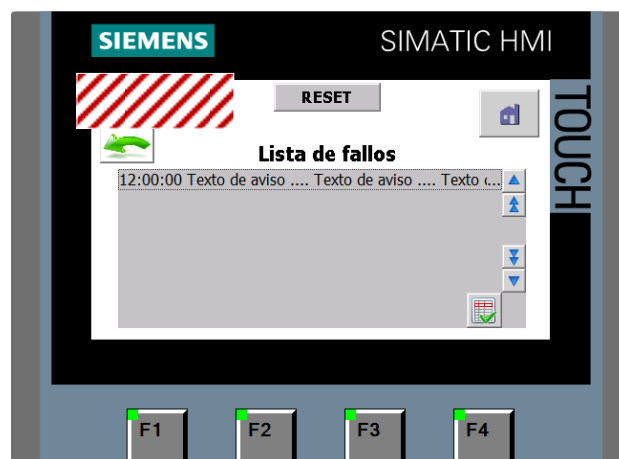 SIEMENS
SIMATIC HMI
TOUCH
RESET
Lista de fallos
12:00:00 Texto de aviso .... Texto de aviso .... Texto (...
F1
F2
F3
F4